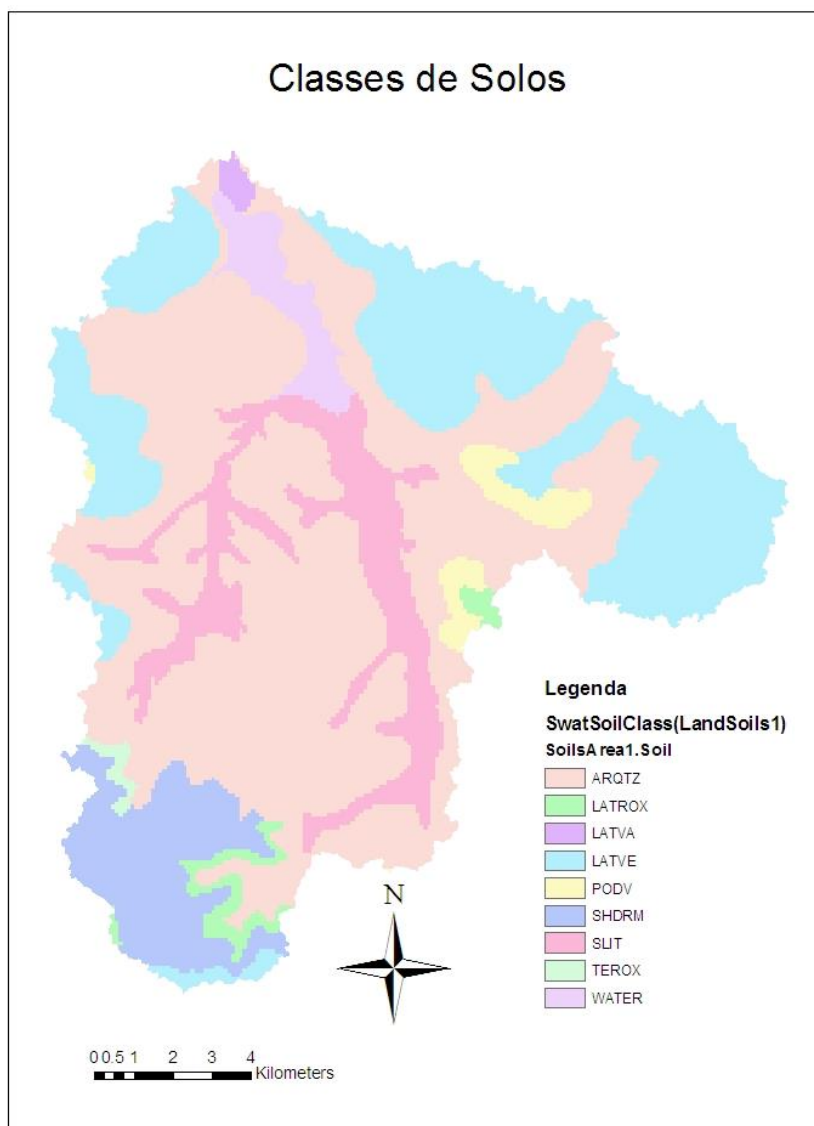 Classes de Solos
Legenda
SwatSoilClass(LandSoils1)
SoilsArea1.Soil
ARQTZ
LATROX
LATVA
LATVE
PODV
SHDRM
SLIT
TEROX
WATER
N
0 0.5 1 2 3 4
Kilometers